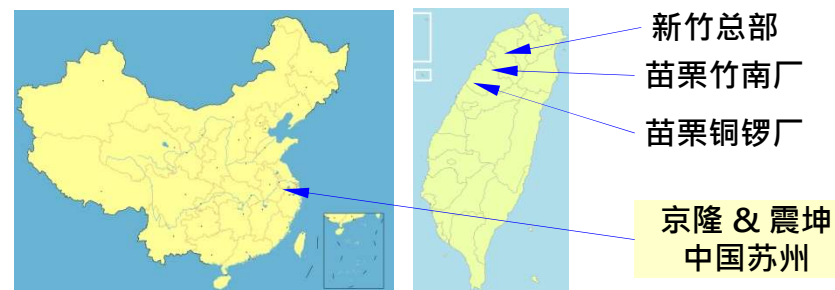 新竹总部
苗栗竹南厂
苗栗铜锣厂
京隆 & 震坤
中国苏州